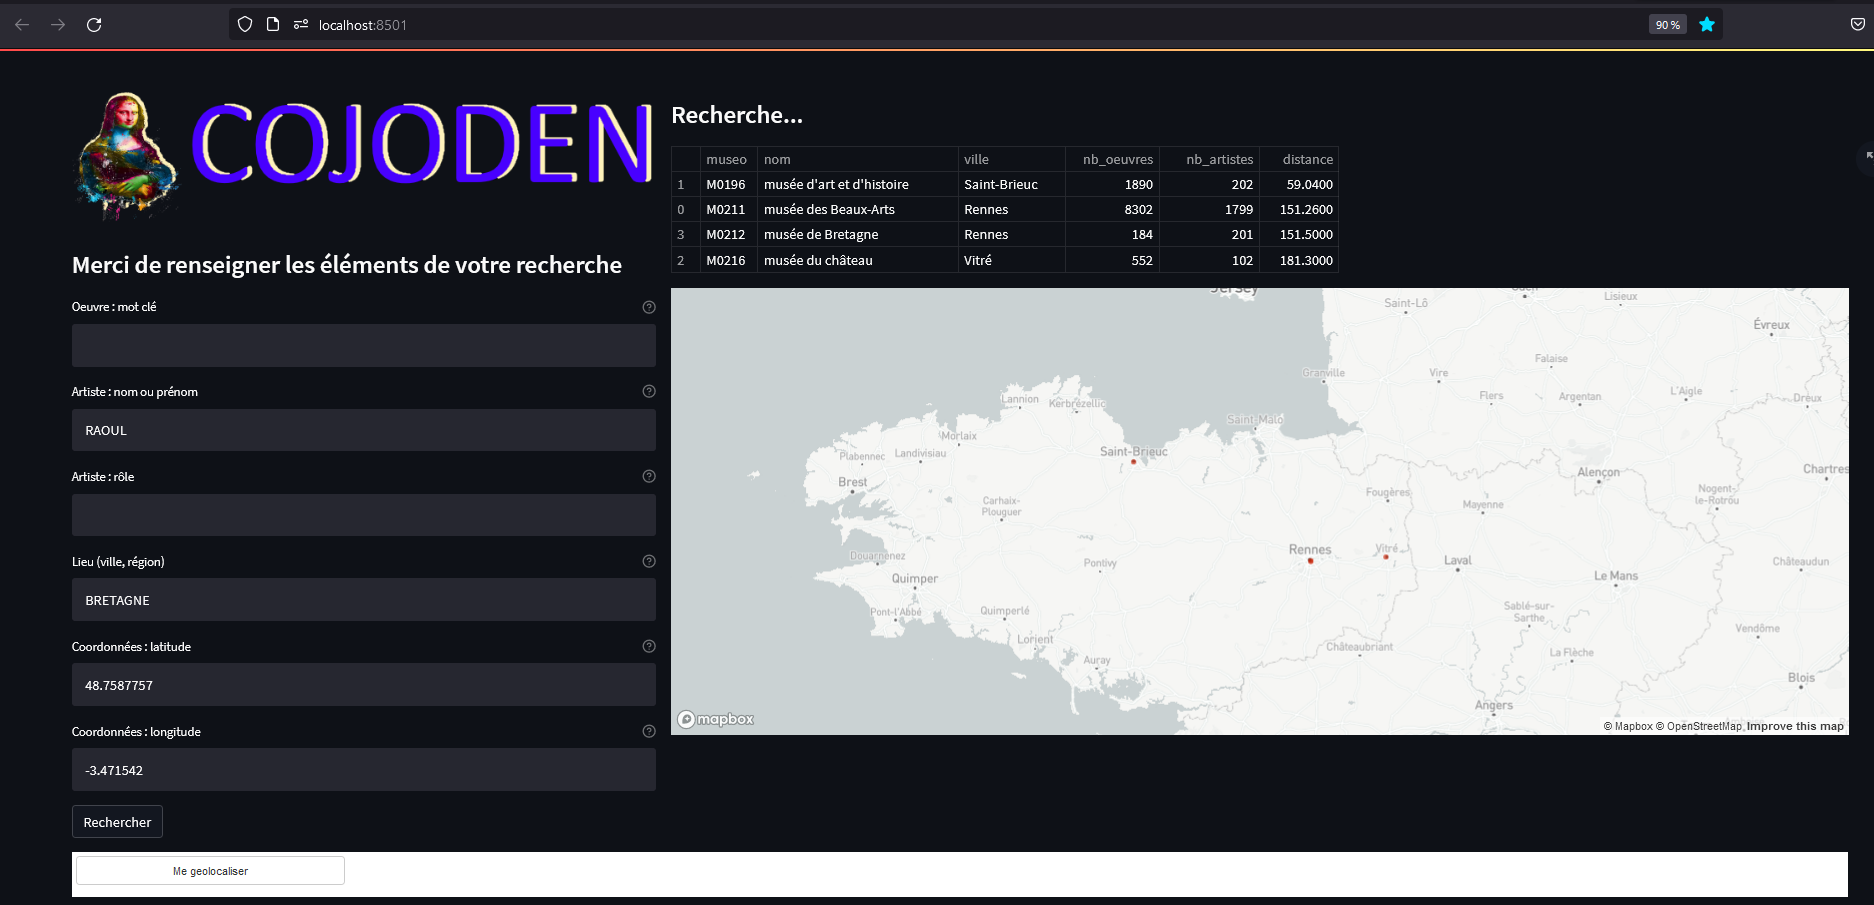 localhost:8501
90 %
COJODEN
Merci de renseigner les éléments de votre recherche
Oeuvre : mot clé
Artiste : nom ou prénom
RAOUL
Artiste : rôle
Lieu (ville, région)
BRETAGNE
Coordonnées : latitude
48.7587757
Coordonnées : longitude
-3.471542
Rechercher
Me geolocaliser
Recherche...
museo nom ville nb_oeuvres nb_artistes distance
1 M0196 musée d'art et d'histoire Saint-Brieuc 1890 202 59.0400
0 M0211 musée des Beaux-Arts Rennes 8302 1799 151.2600
3 M0212 musée de Bretagne Rennes 184 201 151.5000
2 M0216 musée du château Vitré 552 102 181.3000
Jersey
Saint-Lô
Lisieux
Évreux
Falaise
Granville
Vire
Flers
Argentan
L'Aigle
Dreux
Lannion
Kerbrézellic
Saint-Malo
Morlaix
Plabennec
Landivisiau
Saint-Brieuc
Brest
Alençon
Chartres
Fougères
Mayenne
Nogent-
le-Rotrou
Carhaix-
Plouguer
Douarnenez
Pontivy
Rennes
Vitré
Laval
Le Mans
Châteaudun
Quimper
Pont-l'Abbé
Quimperlé
Sablé-sur-
Sarthe
Vendôme
Lorient
Châteaubriant
La Flèche
Auray
Blois
Angers
mapbox
© Mapbox © OpenStreetMap Improve this map